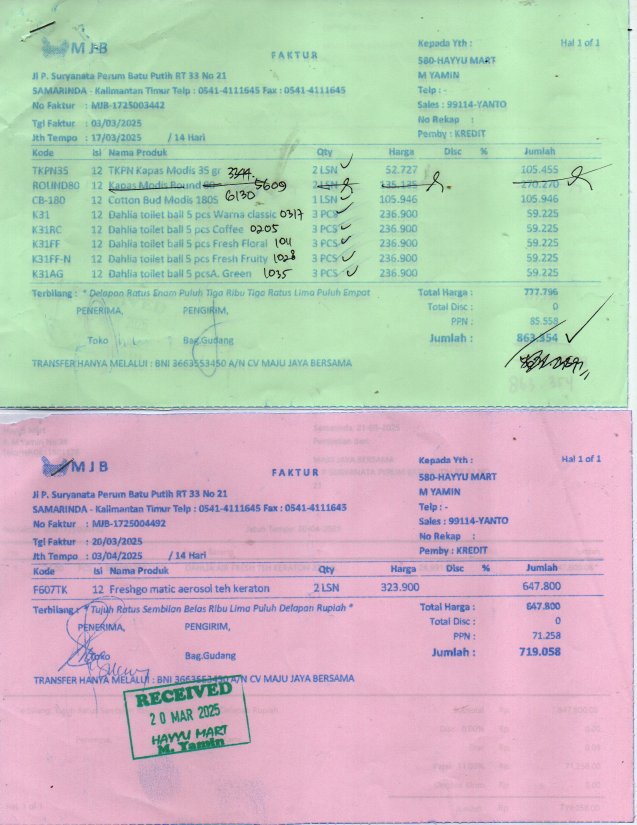 MJB
FAKTUR
Kepada Yth :
Hal 1 of 1
580-HAYYU MART
M YAMIN
Jl P. Suryanata Perum Batu Putih RT 33 No 21
SAMARINDA - Kalimantan Timur Telp : 0541-4111645 Fax : 0541-4111645
Telp : -
No Faktur : MJB-1725003442
Sales : 99114-YANTO
Tgl Faktur : 03/03/2025
No Rekap :
Jth Tempo : 17/03/2025 / 14 Hari
Pemby : KREDIT
Kode Isi Nama Produk Qty Harga Disc % Jumlah
TKPN35 12 TKPN Kapas Modis 35 gr 3344 2 LSN 52.727 105.455
ROUND80 12 Kapas Modis Round 5609 2 LSN 135.135 270.270
CB-180 12 Cotton Bud Modis 180S 6130 1 LSN 105.946 105.946
K31 12 Dahlia toilet ball 5 pcs Warna classic 0317 3 PCS 236.900 59.225
K31RC 12 Dahlia toilet ball 5 pcs Coffee 0205 3 PCS 236.900 59.225
K31FF 12 Dahlia toilet ball 5 pcs Fresh Floral 3 PCS 236.900 59.225
K31FF-N 12 Dahlia toilet ball 5 pcs Fresh Fruity 1028 3 PCS 236.900 59.225
K31AG 12 Dahlia toilet ball 5 pcsA. Green 1035 3 PCS 236.900 59.225
Terbilang : * Delapan Ratus Enam Puluh Tiga Ribu Tiga Ratus Lima Puluh Empat
Total Harga : 777.796
Total Disc : 0
PENERIMA, PENGIRIM,
PPN : 85.558
Toko Bag.Gudang
Jumlah : 863.354
TRANSFER HANYA MELALUI : BNI 3663553450 A/N CV MAJU JAYA BERSAMA
863.354
MJB
FAKTUR
Kepada Yth :
Hal 1 of 1
580-HAYYU MART
M YAMIN
Jl P. Suryanata Perum Batu Putih RT 33 No 21
SAMARINDA - Kalimantan Timur Telp : 0541-4111645 Fax : 0541-4111645
Telp : -
No Faktur : MJB-1725004492
Sales : 99114-YANTO
Tgl Faktur : 20/03/2025
No Rekap :
Jth Tempo : 03/04/2025 / 14 Hari
Pemby : KREDIT
Kode Isi Nama Produk Qty Harga Disc % Jumlah
F607TK 12 Freshgo matic aerosol teh keraton 2 LSN 323.900 647.800
Terbilang : * Tujuh Ratus Sembilan Belas Ribu Lima Puluh Delapan Rupiah *
Total Harga : 647.800
Total Disc : 0
PENERIMA, PENGIRIM,
PPN : 71.258
Toko Bag.Gudang
Jumlah : 719.058
TRANSFER HANYA MELALUI : BNI 3663553450 A/N CV MAJU JAYA BERSAMA
RECEIVED
20 MAR 2025
HAYYU MART
M. Yamin